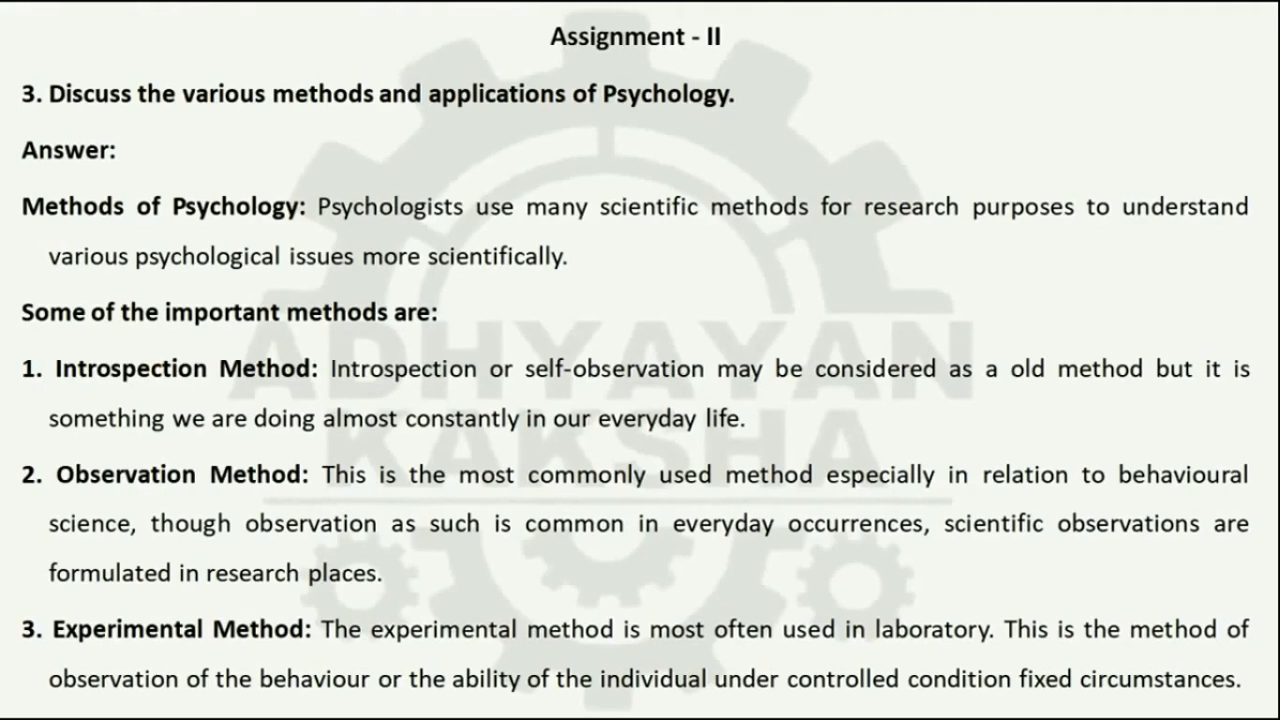 Assignment - II
3. Discuss the various methods and applications of Psychology.
Answer:
Methods of Psychology: Psychologists use many scientific methods for research purposes to understand
various psychological issues more scientifically.
Some of the important methods are:
ADHYAYAN
1. Introspection Method: Introspection or self-observation may be considered as a old method but it is
something we are doing almost constantly in our everyday life.
KAKSHA
2. Observation Method: This is the most commonly used method especially in relation to behavioural
science, though observation as such is common in everyday occurrences, scientific observations are
formulated in research places.
3. Experimental Method: The experimental method is most often used in laboratory. This is the method of
observation of the behaviour or the ability of the individual under controlled condition fixed circumstances.